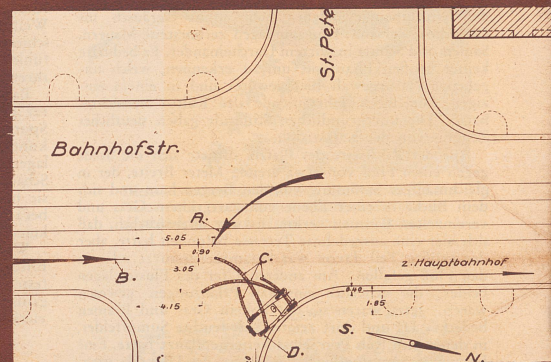 St. Pete
Bahnhofstr.
A.
5.05
0.90
B.
3.05
C.
z. Hauptbahnhof
4.15
0.40
1.85
S.
N.
D.